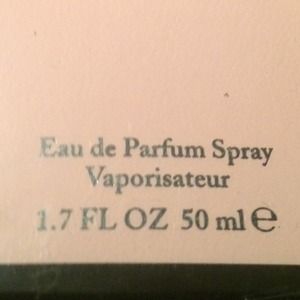 Eau de Parfum Spray
Vaporisateur
1.7 FL OZ 50 ml ℮